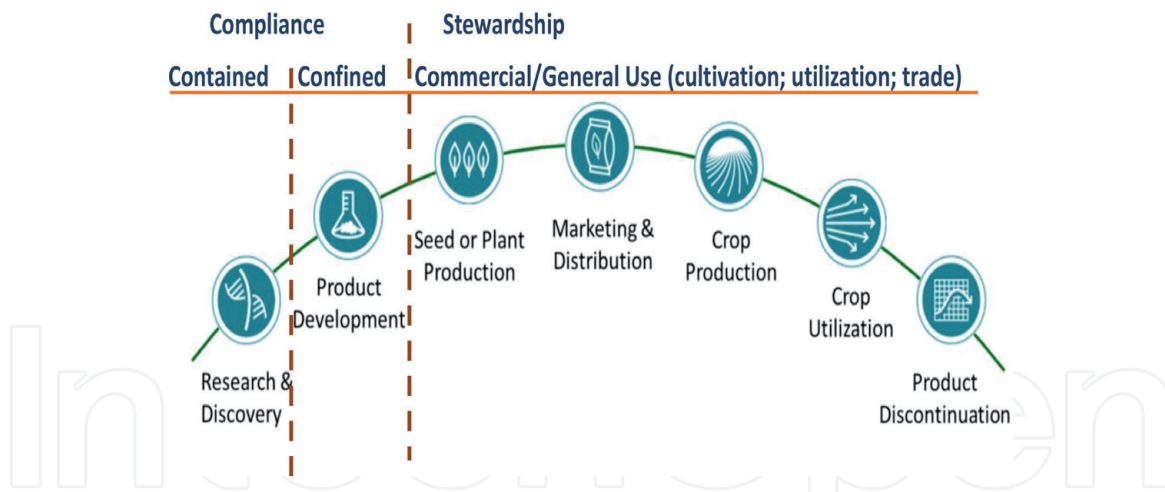 Compliance
Stewardship
Contained
Confined
Commercial/General Use (cultivation; utilization; trade)
Research &
Discovery
Product
Development
Seed or Plant
Production
Marketing &
Distribution
Crop
Production
Crop
Utilization
Product
Discontinuation
IntechOpen